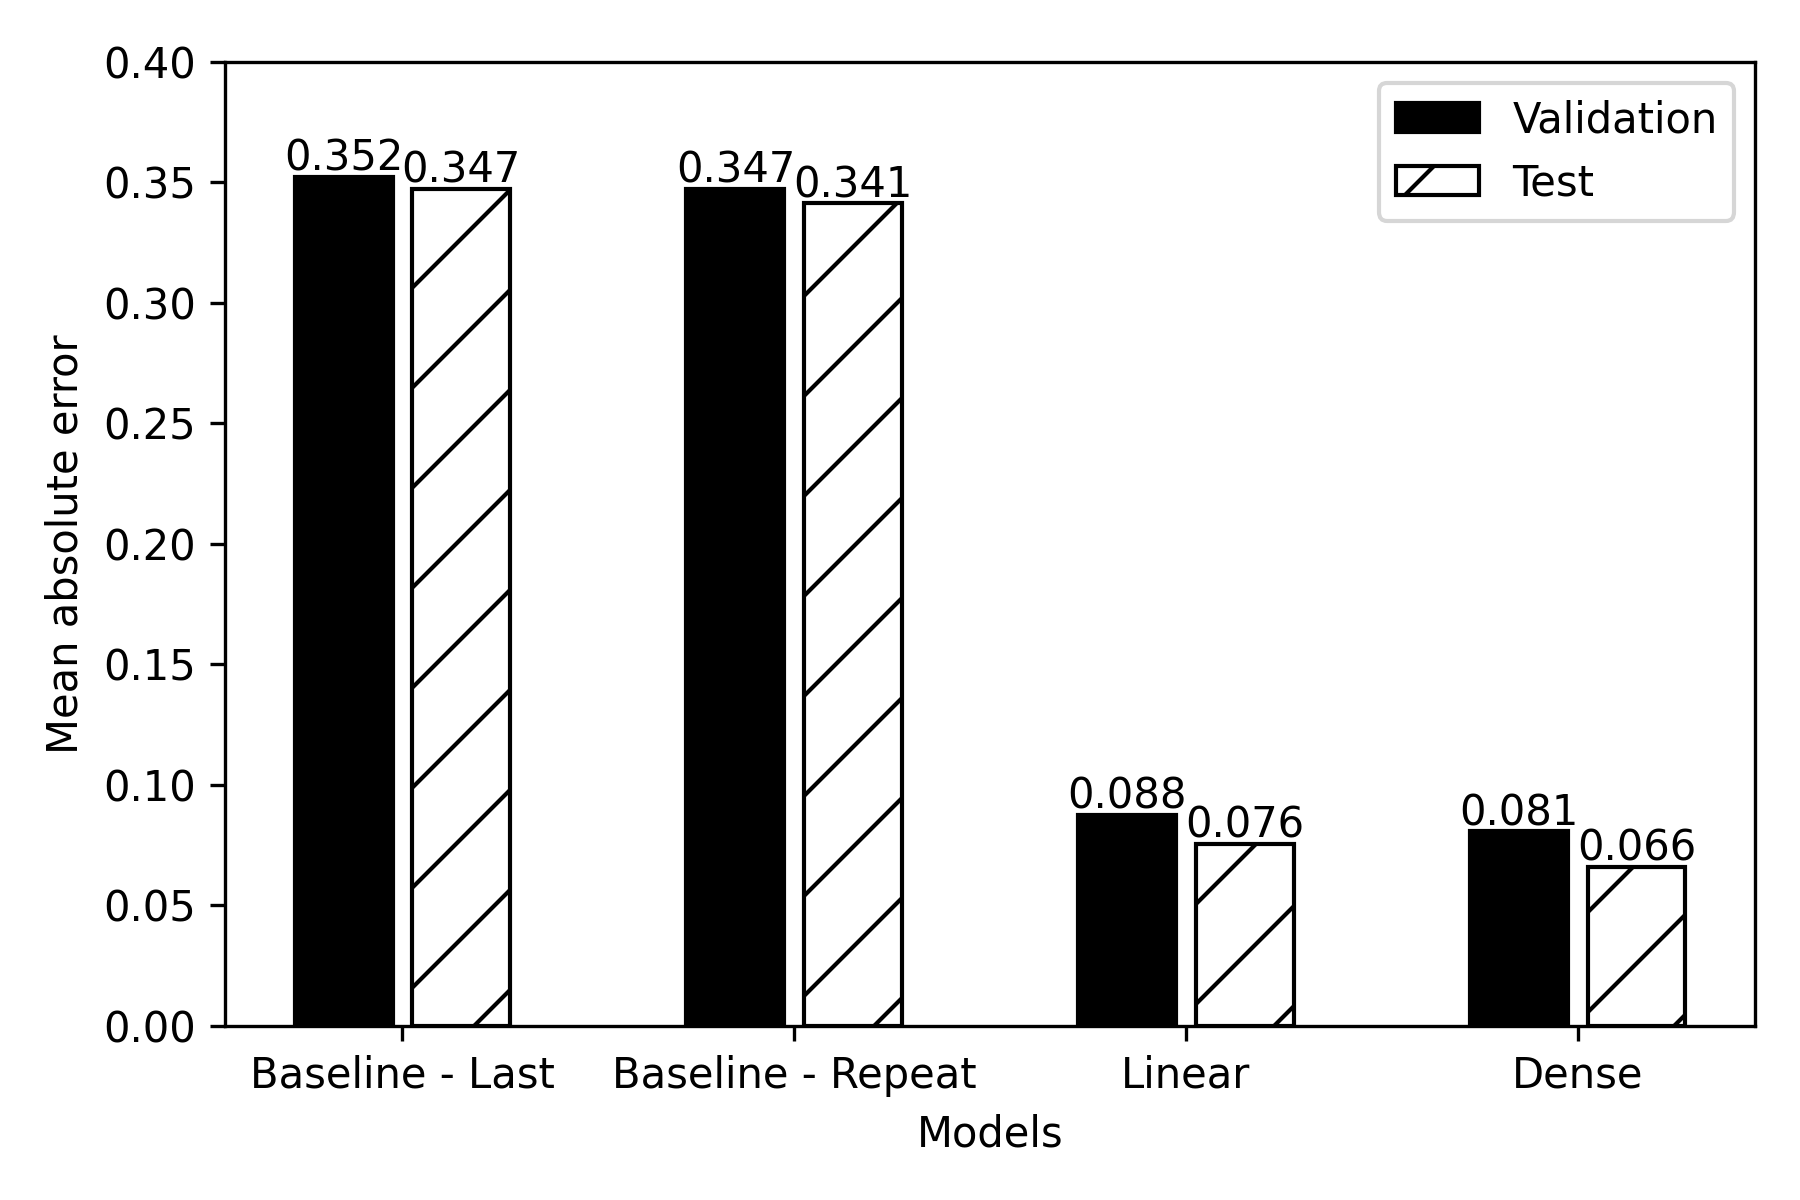 0.40
0.35
0.30
0.25
0.20
0.15
0.10
0.05
0.00
Mean absolute error
0.352
0.347
0.347
0.341
0.088
0.076
0.081
0.066
Validation
Test
Baseline - Last
Baseline - Repeat
Linear
Dense
Models